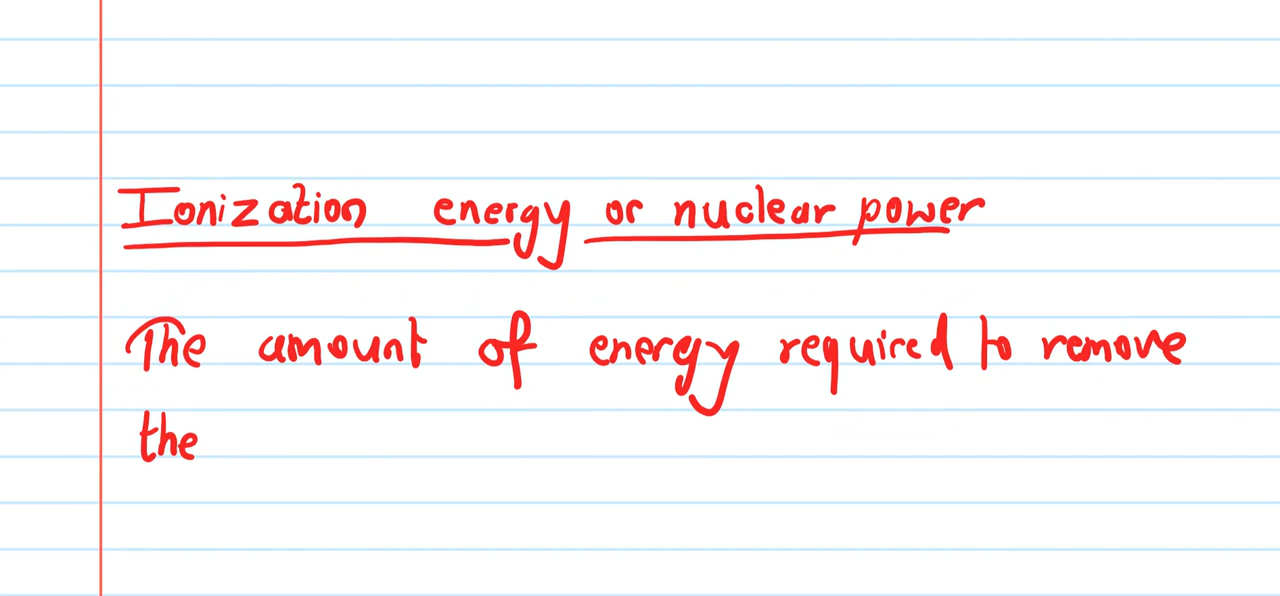 Ionization energy or nuclear power
The amount of energy required to remove
the